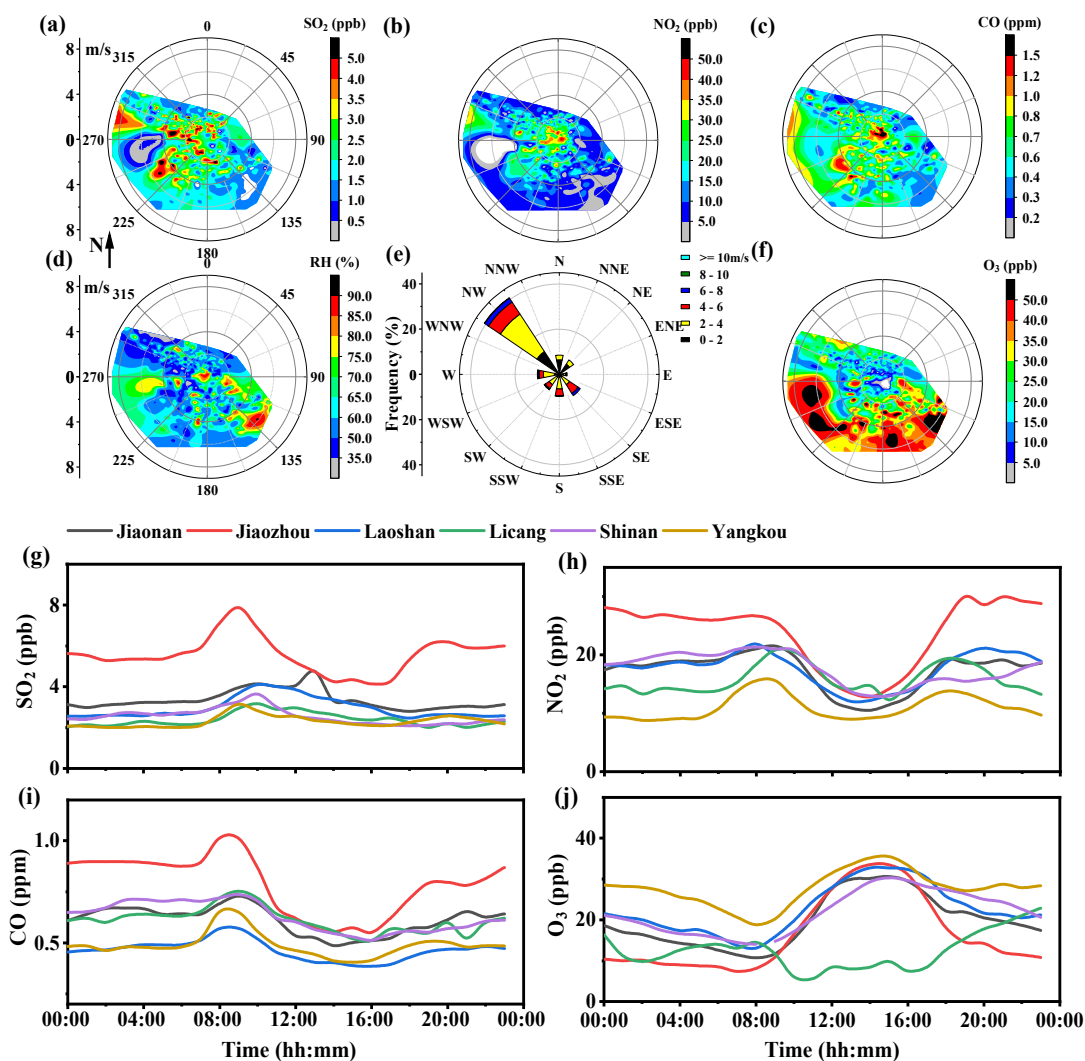 (a)
0
SO₂ (ppb)
8
m/s
315
45
4
0
270
90
4
225
135
8
180
N
5.0
4.0
3.5
3.0
2.5
2.0
1.5
1.0
0.5
(b)
NO₂ (ppb)
50.0
40.0
35.0
30.0
25.0
20.0
15.0
10.0
5.0
(c)
CO (ppm)
1.5
1.2
1.0
0.8
0.7
0.6
0.5
0.3
0.2
(d)
0
RH (%)
8
m/s
315
45
4
0
270
90
4
225
135
8
180
90.0
85.0
80.0
75.0
70.0
60.0
50.0
40.0
35.0
(e)
N
NNW
NNE
NW
NE
WNW
ENE
W
E
WSW
ESE
SW
SE
SSW
SSE
S
40
20
0
20
40
Frequency (%)
>= 10m/s
8 - 10
6 - 8
4 - 6
2 - 4
0 - 2
(f)
O₃ (ppb)
50.0
40.0
35.0
30.0
25.0
20.0
15.0
10.0
5.0
Jiaonan Jiaozhou Laoshan Licang Shinan Yangkou
(g)
SO₂ (ppb)
8
4
0
(h)
NO₂ (ppb)
20
0
(i)
CO (ppm)
1.0
0.5
00:00 04:00 08:00 12:00 16:00 20:00 00:00
Time (hh:mm)
(j)
O₃ (ppb)
40
20
0
00:00 04:00 08:00 12:00 16:00 20:00 00:00
Time (hh:mm)